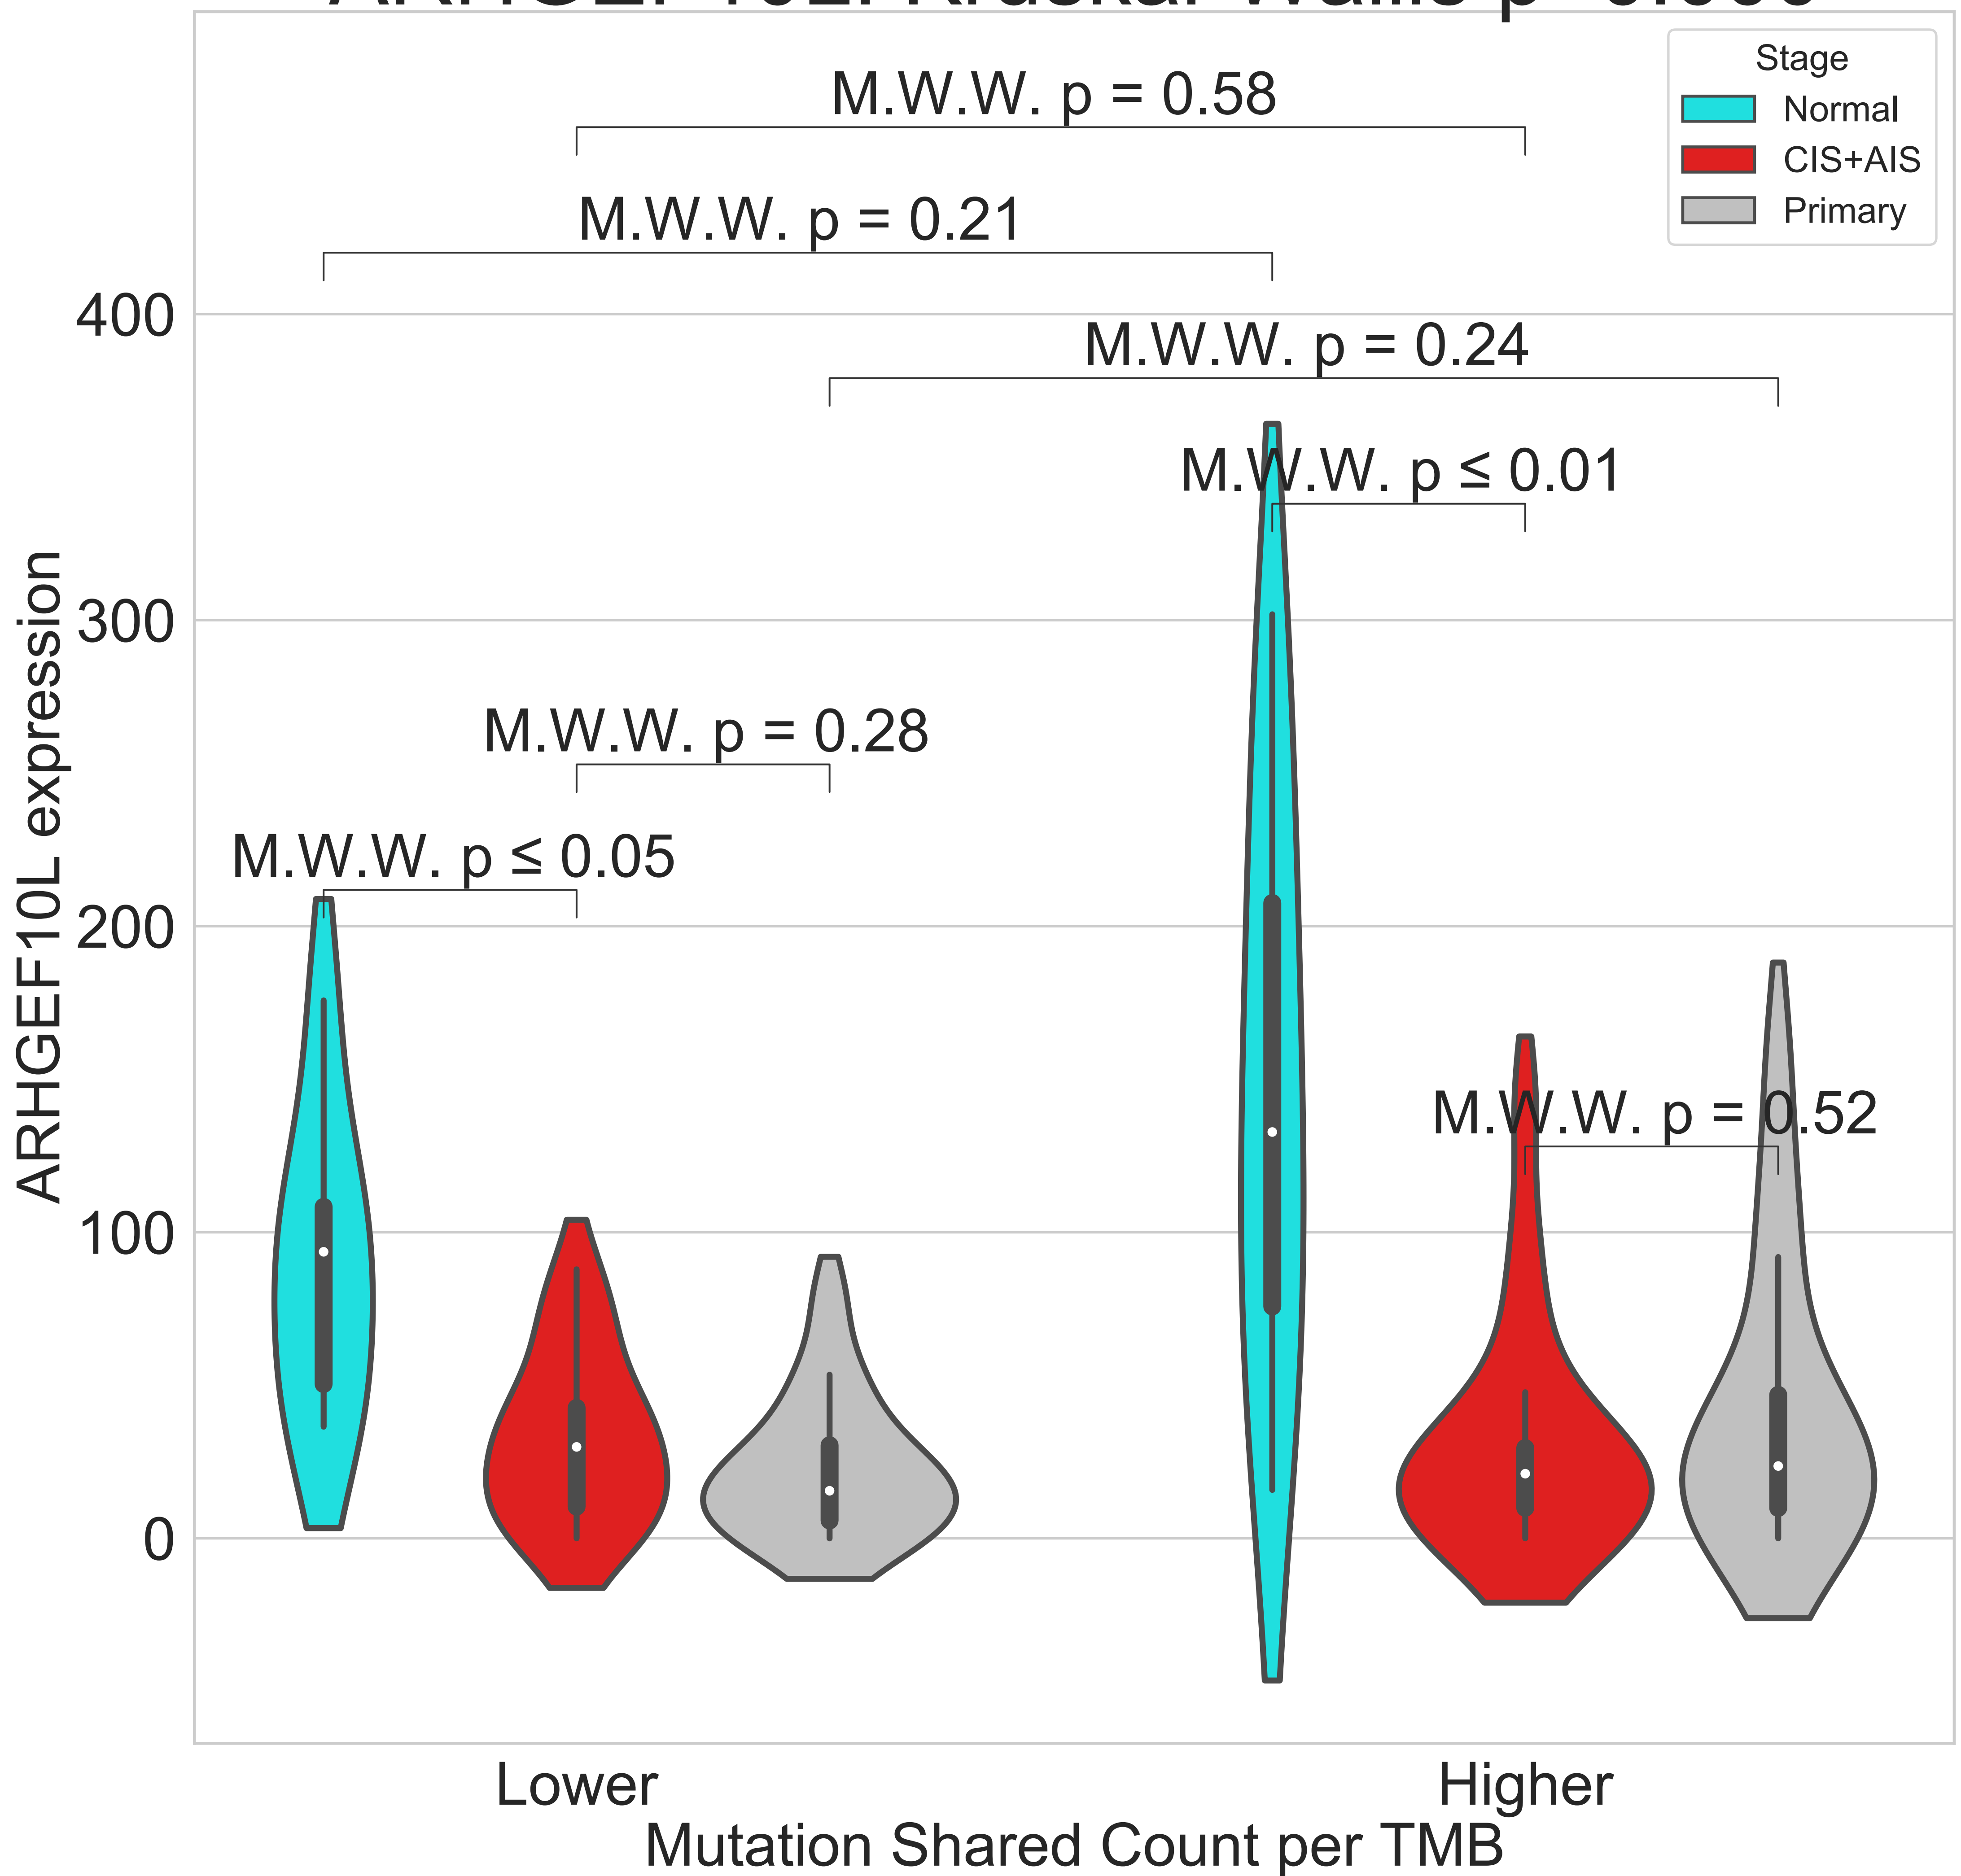 Stage
Normal
CIS+AIS
Primary
M.W.W. p = 0.58
M.W.W. p = 0.21
M.W.W. p = 0.24
M.W.W. p ≤ 0.01
M.W.W. p = 0.28
M.W.W. p ≤ 0.05
M.W.W. p = 0.52
400
300
200
100
0
ARHGEF10L expression
Lower
Higher
Mutation Shared Count per TMB